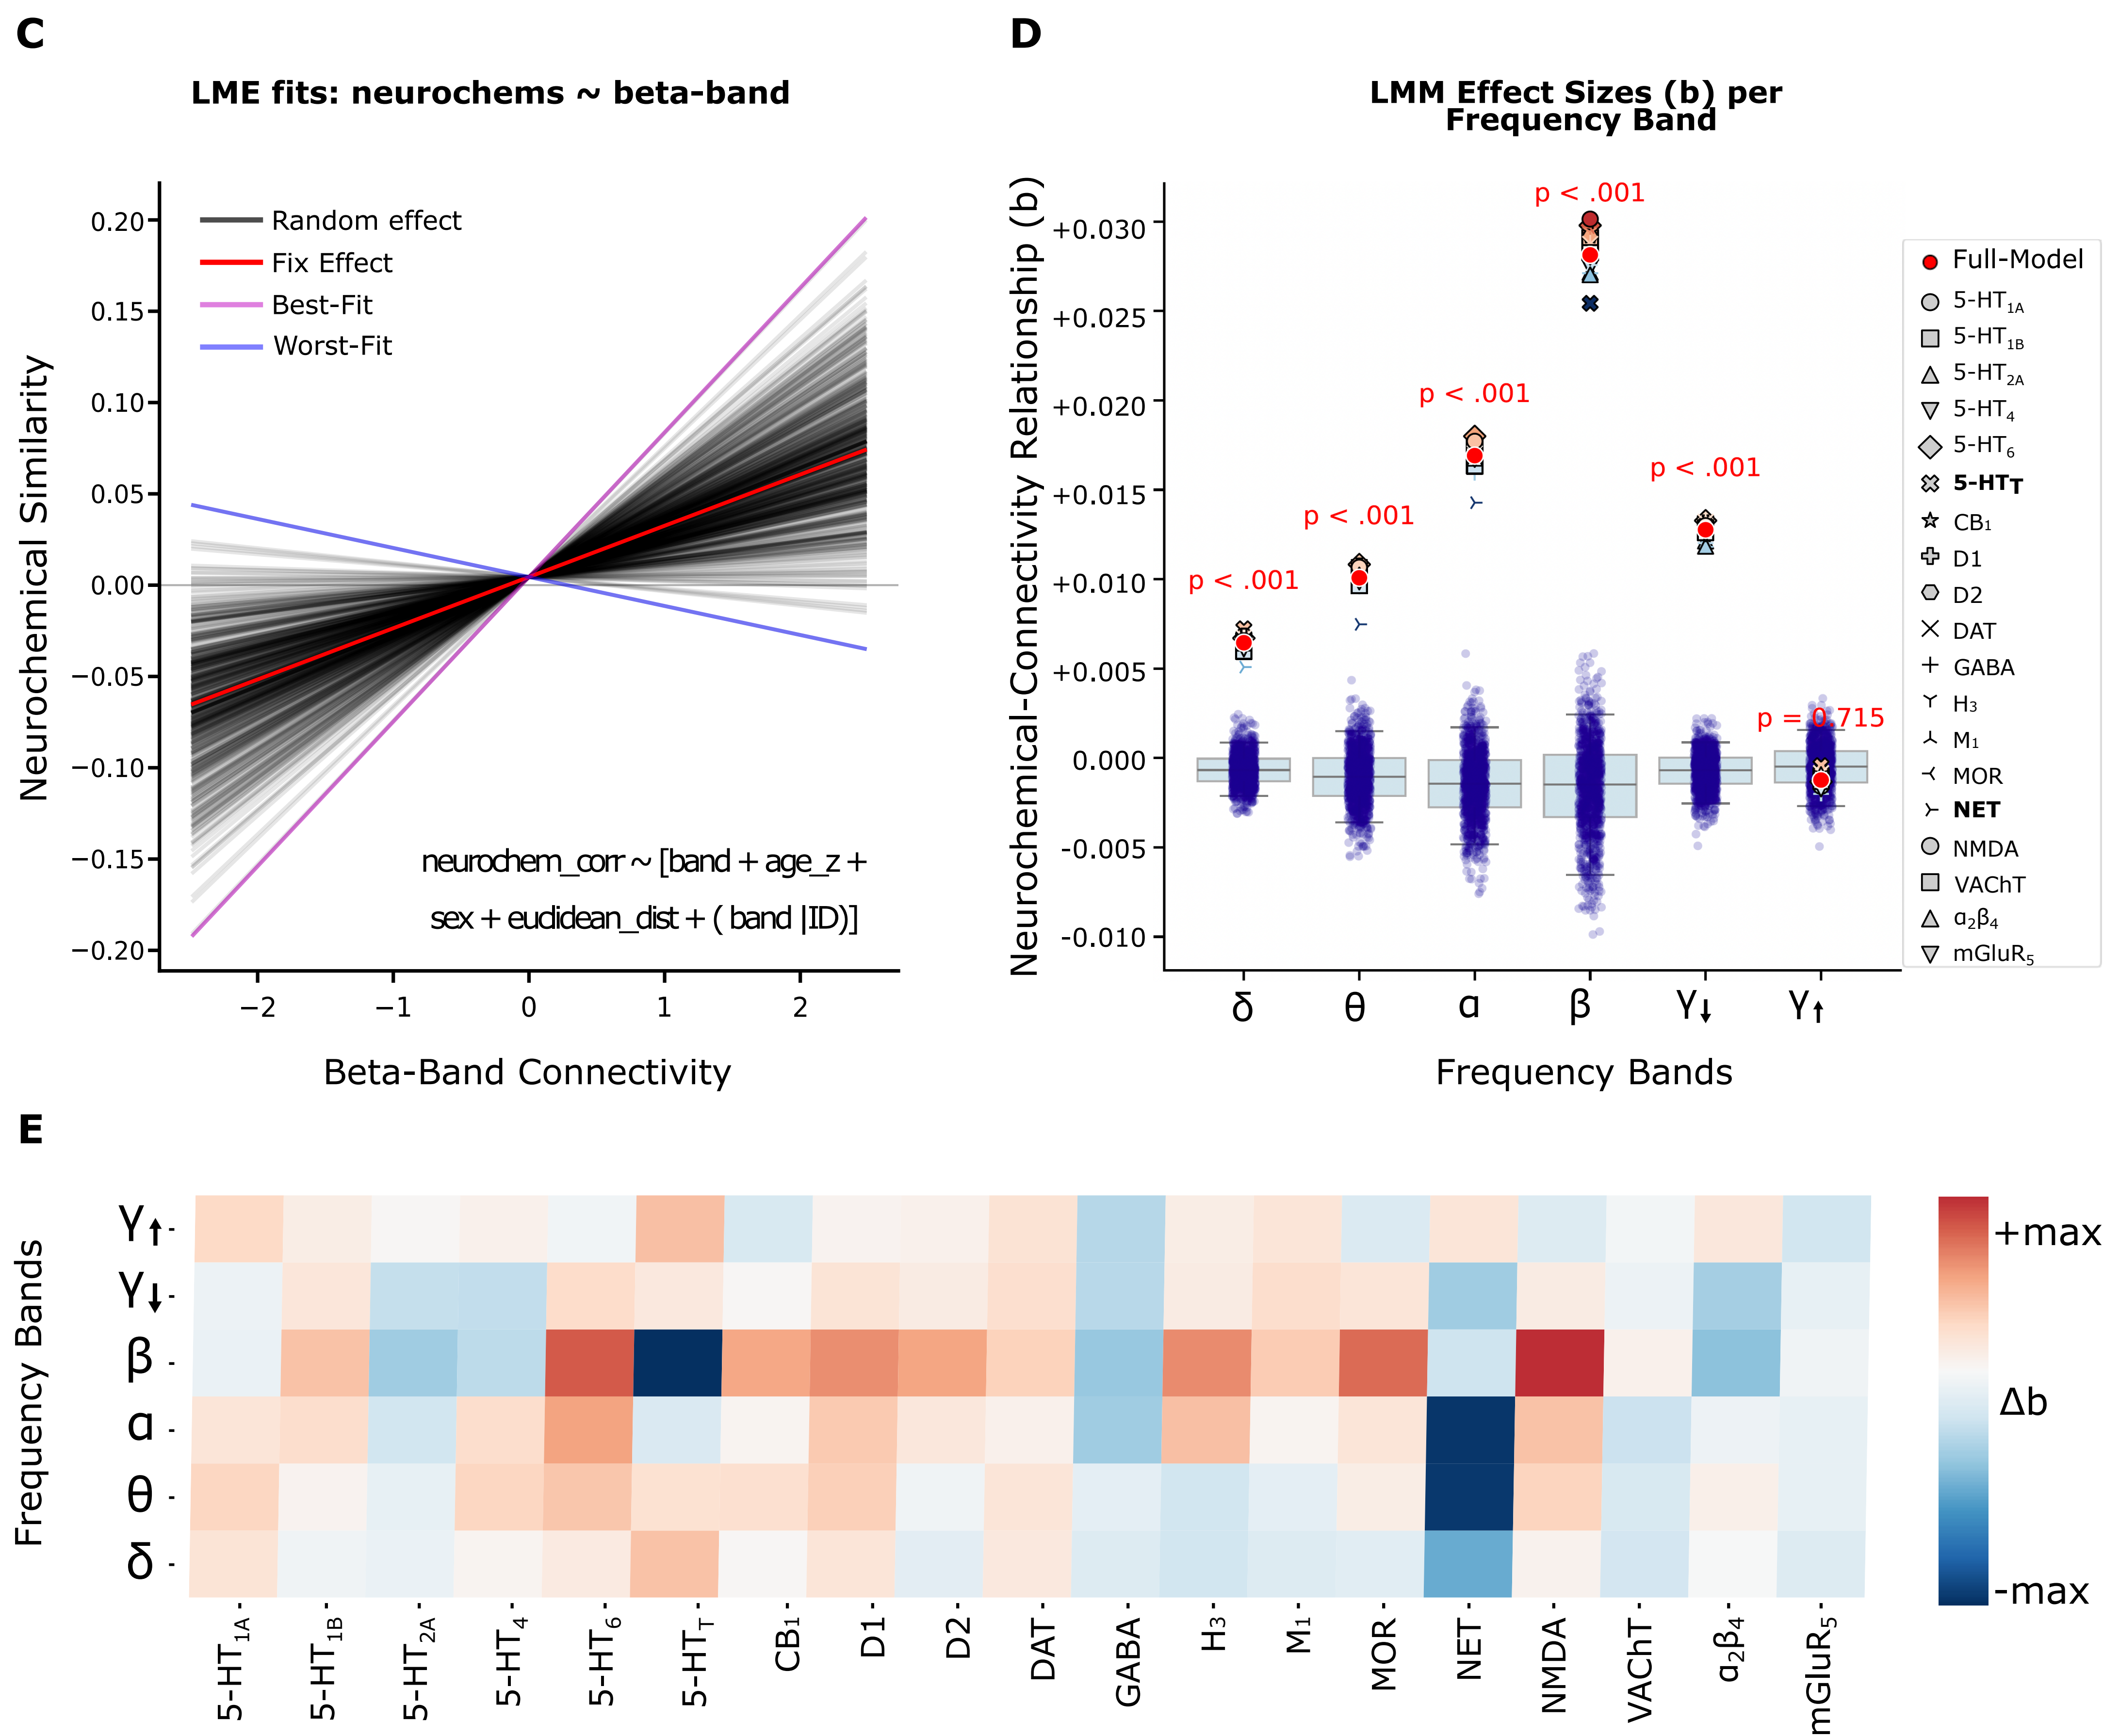 C
LME fits: neurochems ~ beta-band
Neurochemical Similarity
0.20
0.15
0.10
0.05
0.00
−0.05
−0.10
−0.15
−0.20
Random effect
Fix Effect
Best-Fit
Worst-Fit
neurochem_corr ~ [band + age_z +
sex + euclidean_dist + ( band |ID)]
−2
−1
0
1
2
Beta-Band Connectivity
D
LMM Effect Sizes (b) per
Frequency Band
Neurochemical-Connectivity Relationship (b)
+0.030
+0.025
+0.020
+0.015
+0.010
+0.005
0.000
-0.005
-0.010
p < .001
p < .001
p < .001
p < .001
p < .001
p = 0.715
δ
θ
α
β
γ↓
γ↑
Frequency Bands
Full-Model
5-HT1A
5-HT1B
5-HT2A
5-HT4
5-HT6
5-HTT
CB1
D1
D2
DAT
GABA
H3
M1
MOR
NET
NMDA
VAChT
α2β4
mGluR5
E
Frequency Bands
γ↑
γ↓
β
α
θ
δ
5-HT1A
5-HT1B
5-HT2A
5-HT4
5-HT6
5-HTT
CB1
D1
D2
DAT
GABA
H3
M1
MOR
NET
NMDA
VAChT
α2β4
mGluR5
+max
Δb
-max